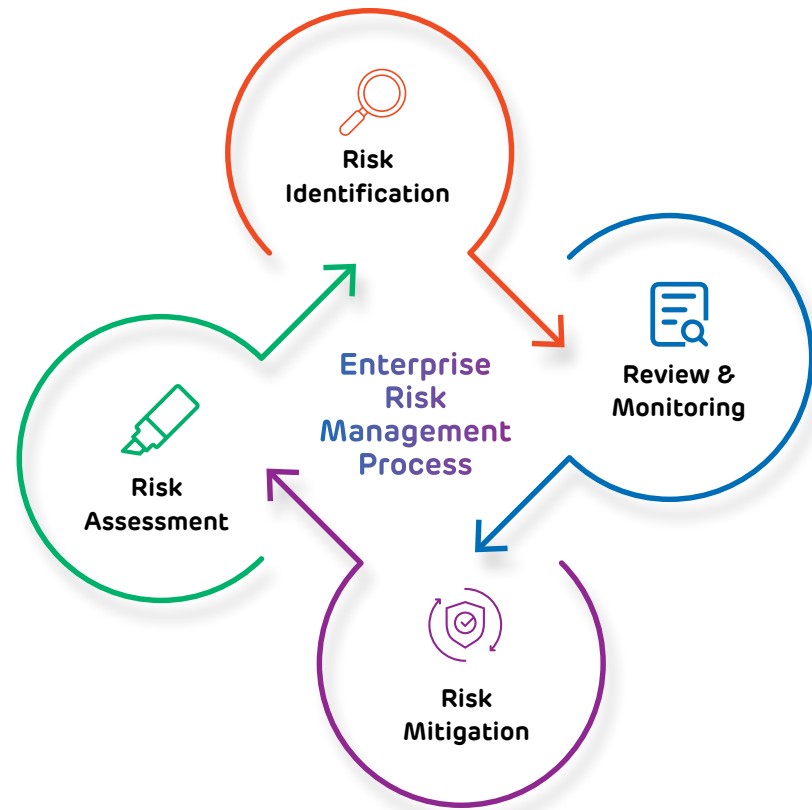 Risk
Identification
Review &
Monitoring
Enterprise
Risk
Management
Process
Risk
Assessment
Risk
Mitigation